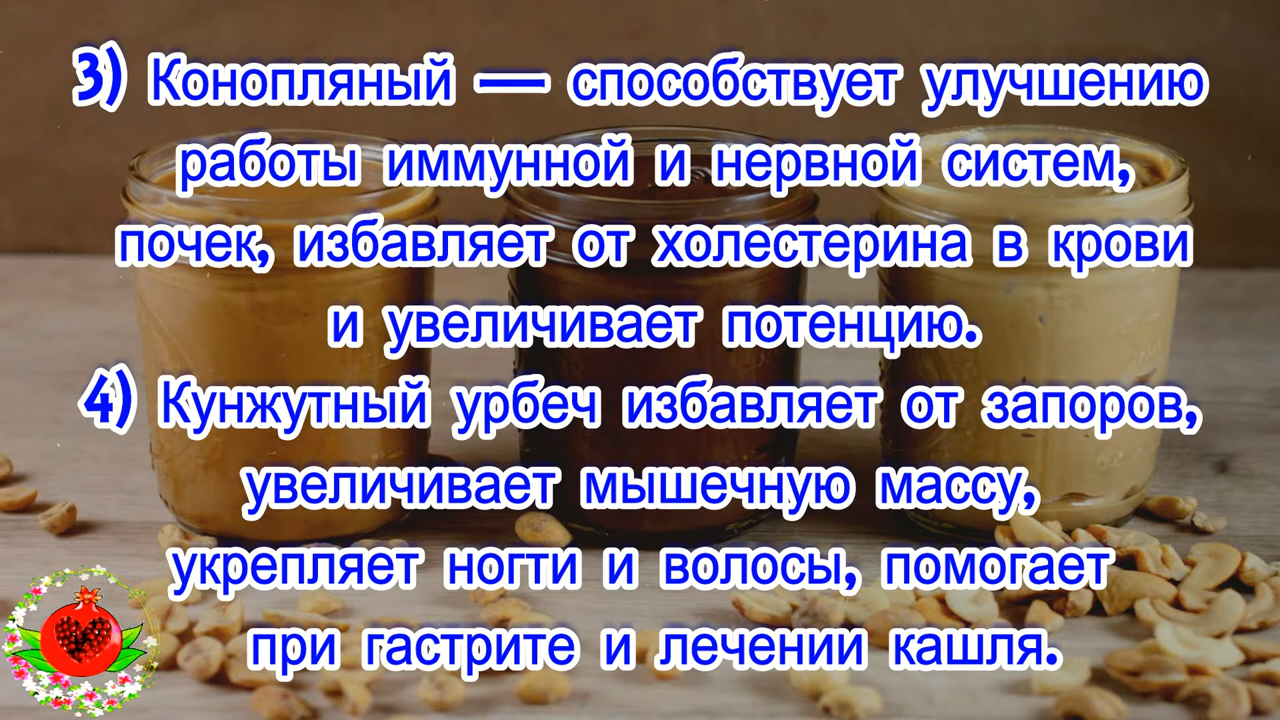 3) Конопляный — способствует улучшению
работы иммунной и нервной систем,
почек, избавляет от холестерина в крови
и увеличивает потенцию.
4) Кунжутный урбеч избавляет от запоров,
увеличивает мышечную массу,
укрепляет ногти и волосы, помогает
при гастрите и лечении кашля.